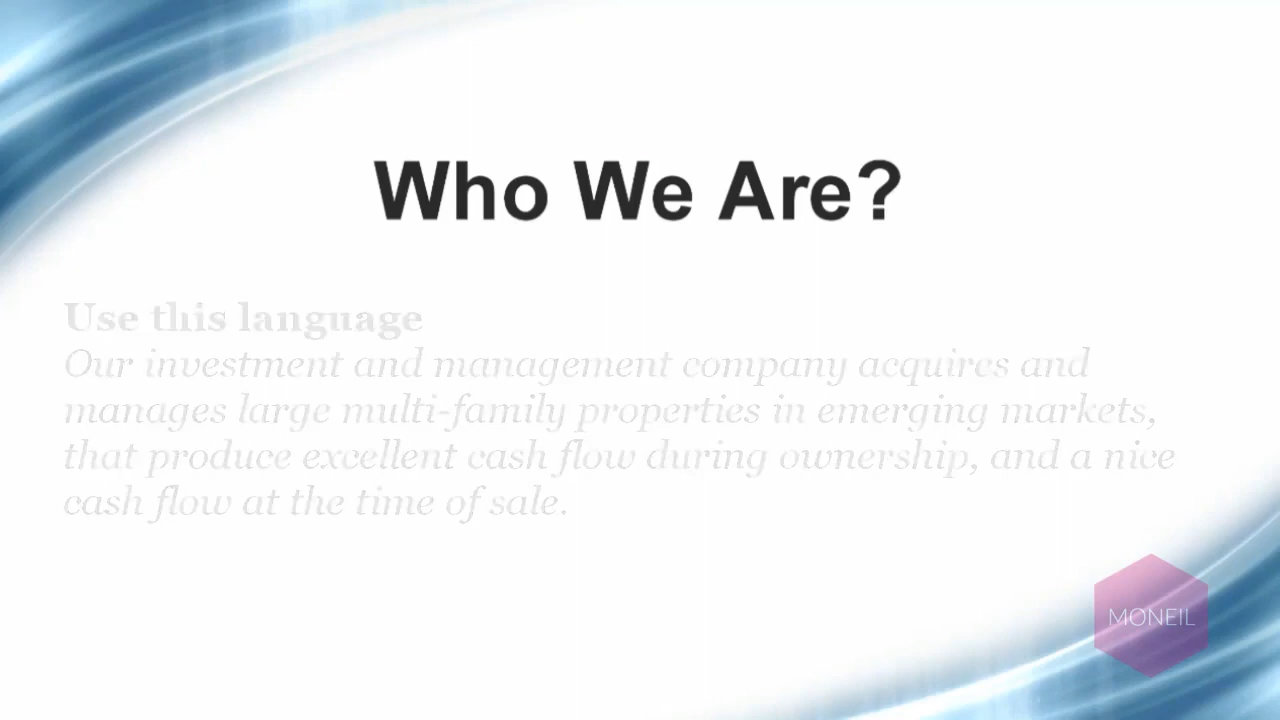 Who We Are?
Use this language
Our investment and management company acquires and
manages large multi-family properties in emerging markets,
that produce excellent cash flow during ownership, and a nice
cash flow at the time of sale.
MONEIL